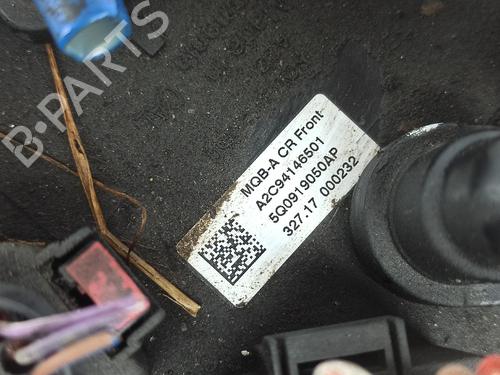 B-PARTS
MQB-A CR Front-
A2C94146501
5Q0919050AP
327.17 000232